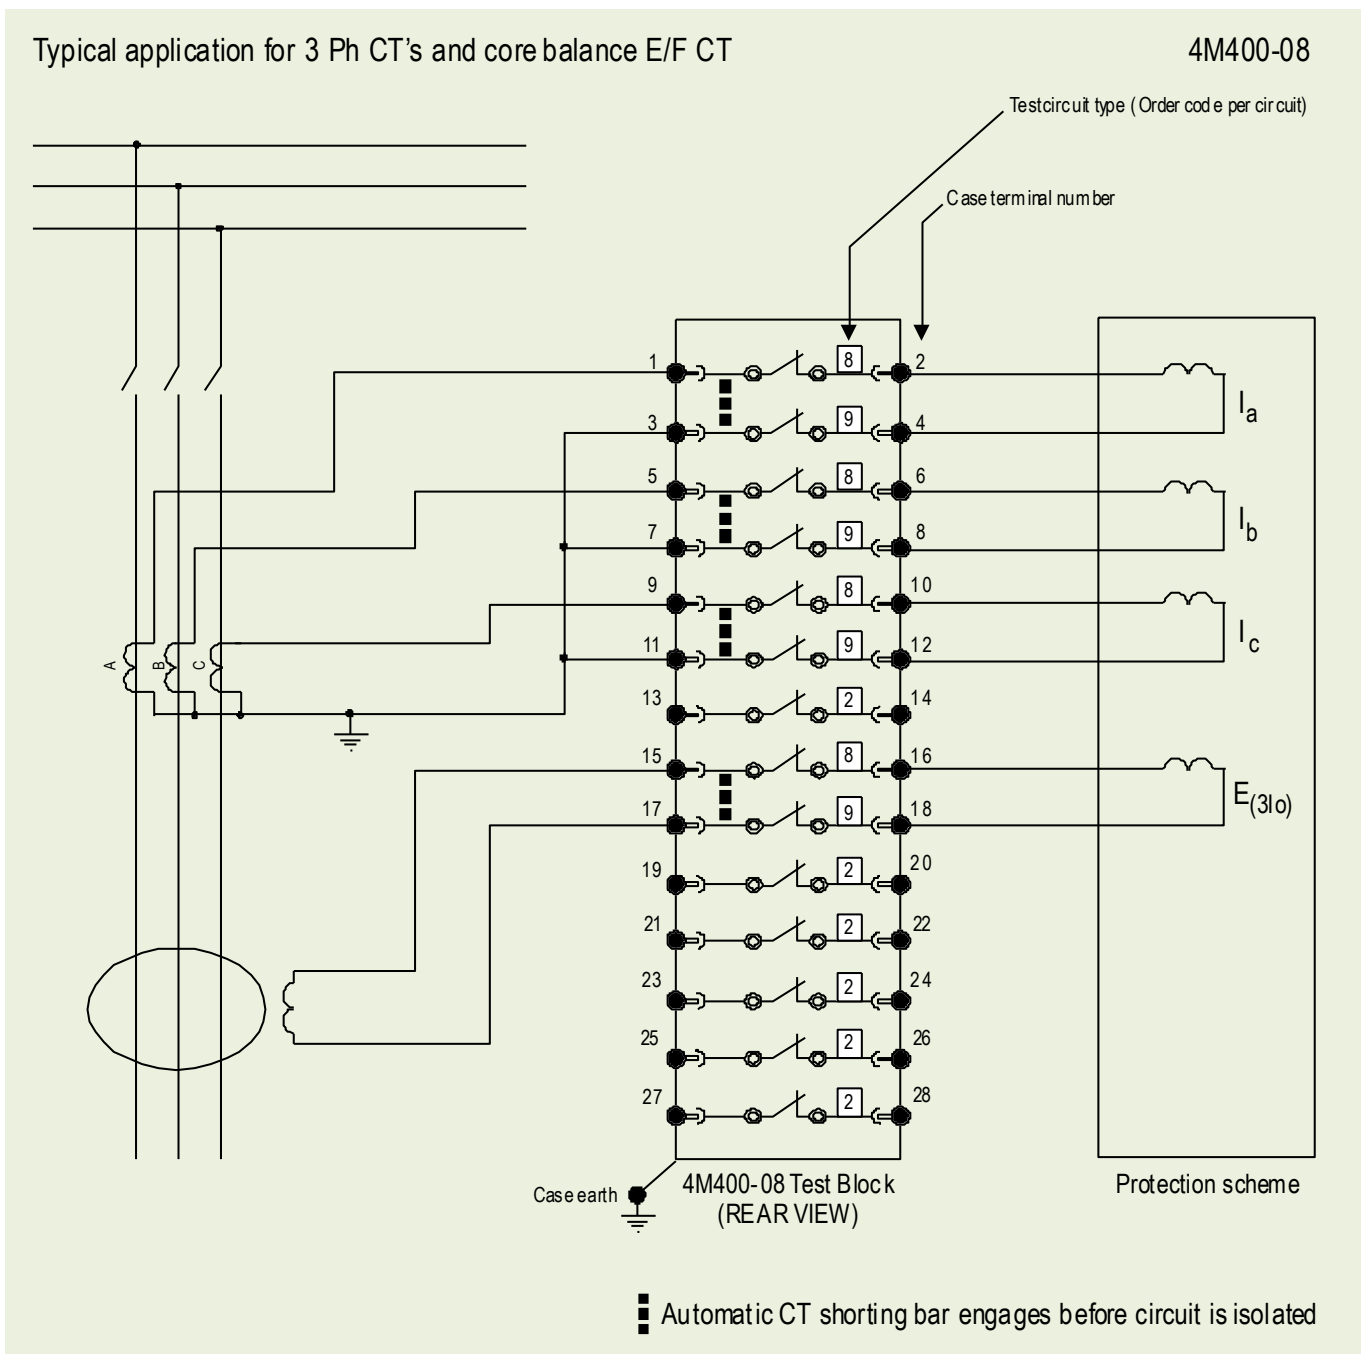 Typical application for 3 Ph CT's and core balance E/F CT 4M400-08
Testcircuit type (Order code per circuit)
Case terminal number
1 8 2
3 9 4
Ia
5 8 6
7 9 8
Ib
9 8 10
11 9 12
Ic
A B C
13 2 14
15 8 16
17 9 18
E(3Io)
19 2 20
21 2 22
23 2 24
25 2 26
27 2 28
Case earth
4M400-08 Test Block
(REAR VIEW)
Protection scheme
Automatic CT shorting bar engages before circuit is isolated